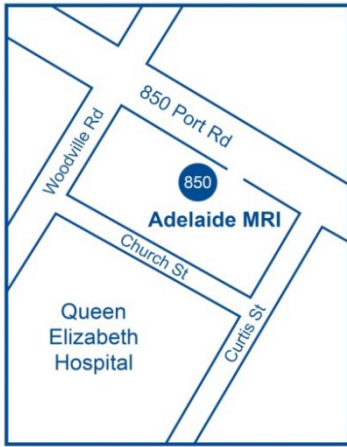 850 Port Rd
Woodville Rd
850
Adelaide MRI
Church St
Queen
Elizabeth
Hospital
Curtis St